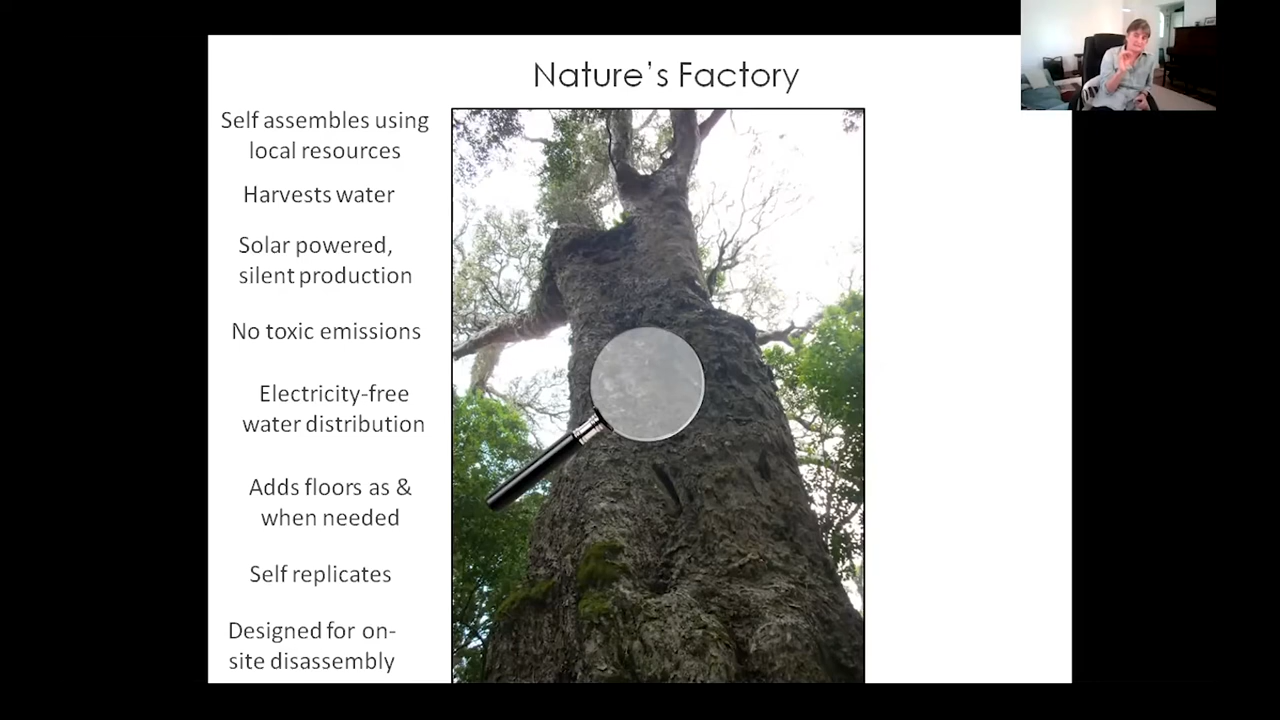 Nature's Factory
Self assembles using
local resources
Harvests water
Solar powered,
silent production
No toxic emissions
Electricity-free
water distribution
Adds floors as &
when needed
Self replicates
Designed for on-
site disassembly